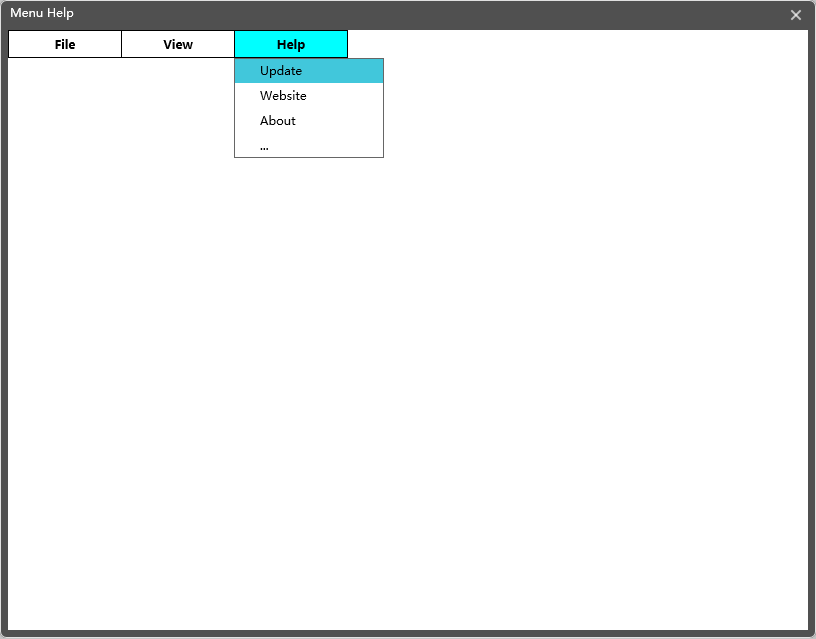 Menu Help
File View Help
Update
Website
About
...